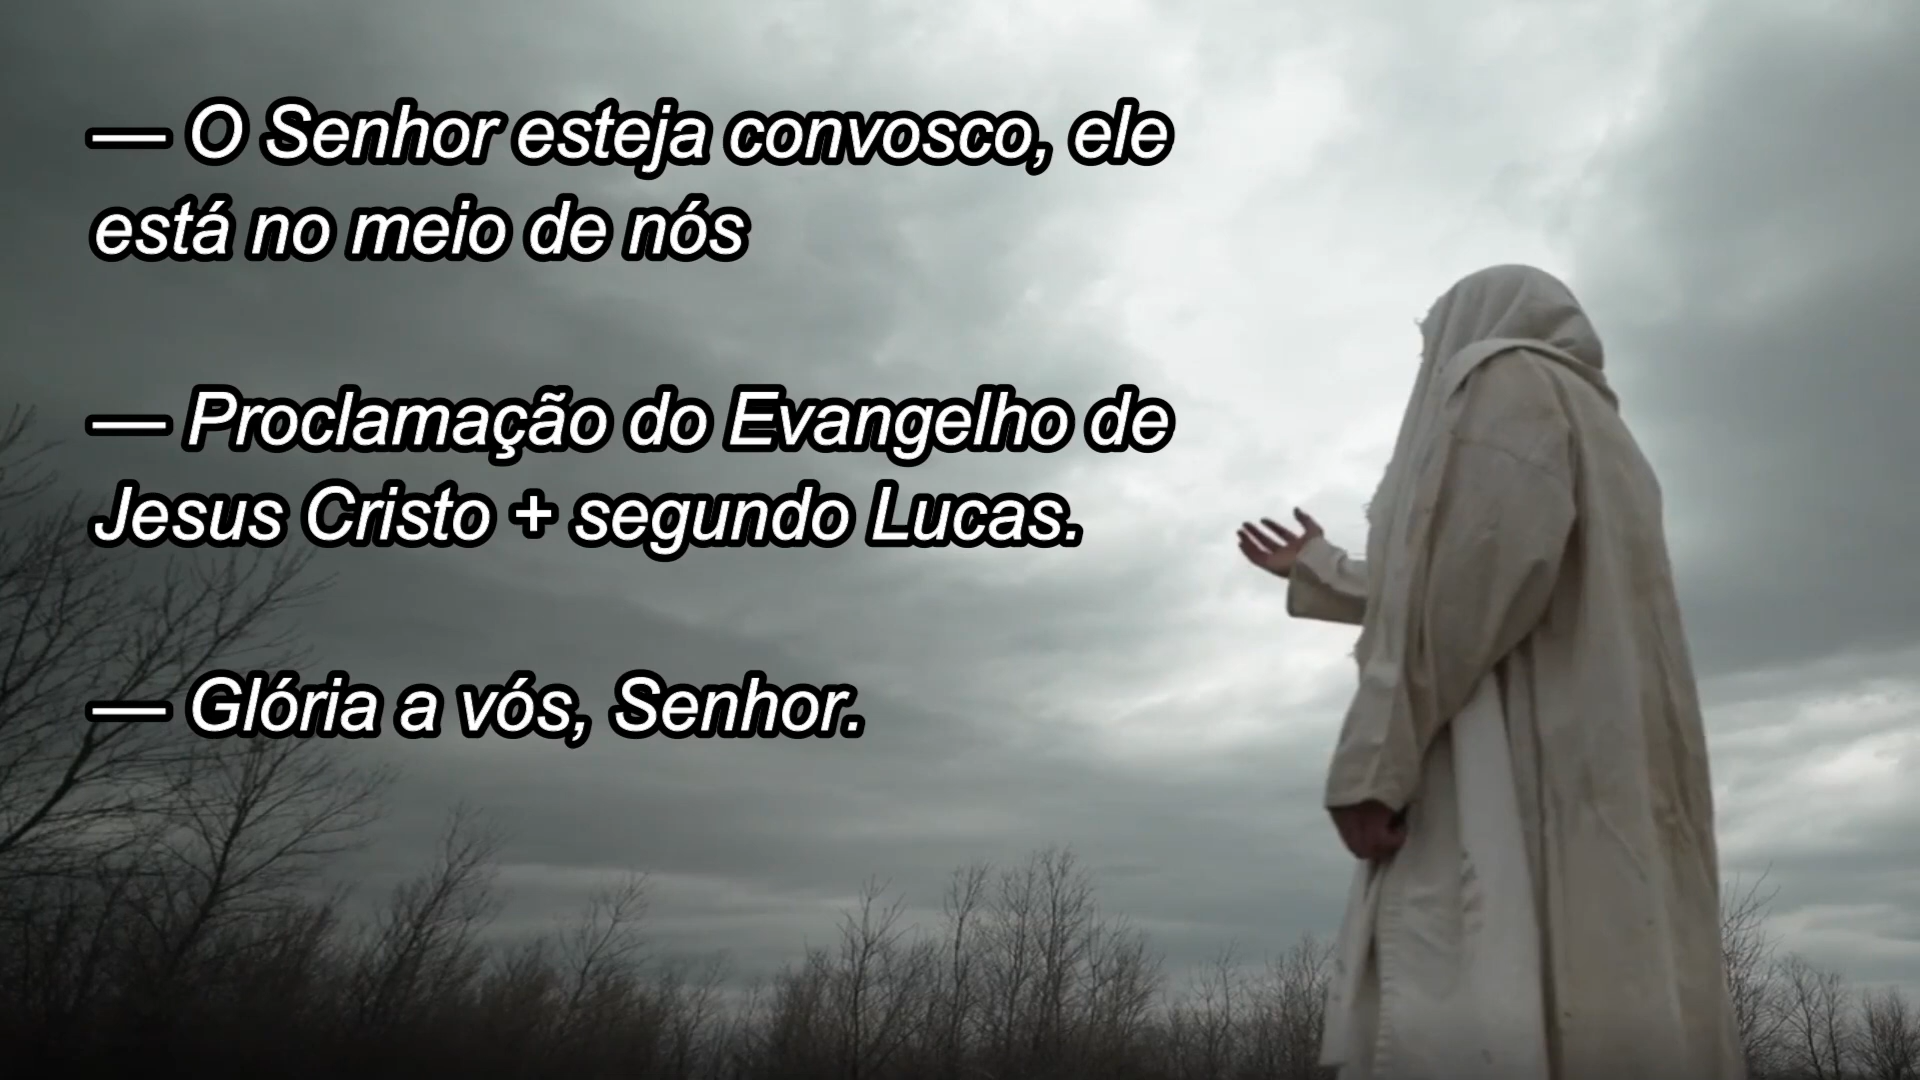 — O Senhor esteja convosco, ele
está no meio de nós
— Proclamação do Evangelho de
Jesus Cristo + segundo Lucas.
— Glória a vós, Senhor.